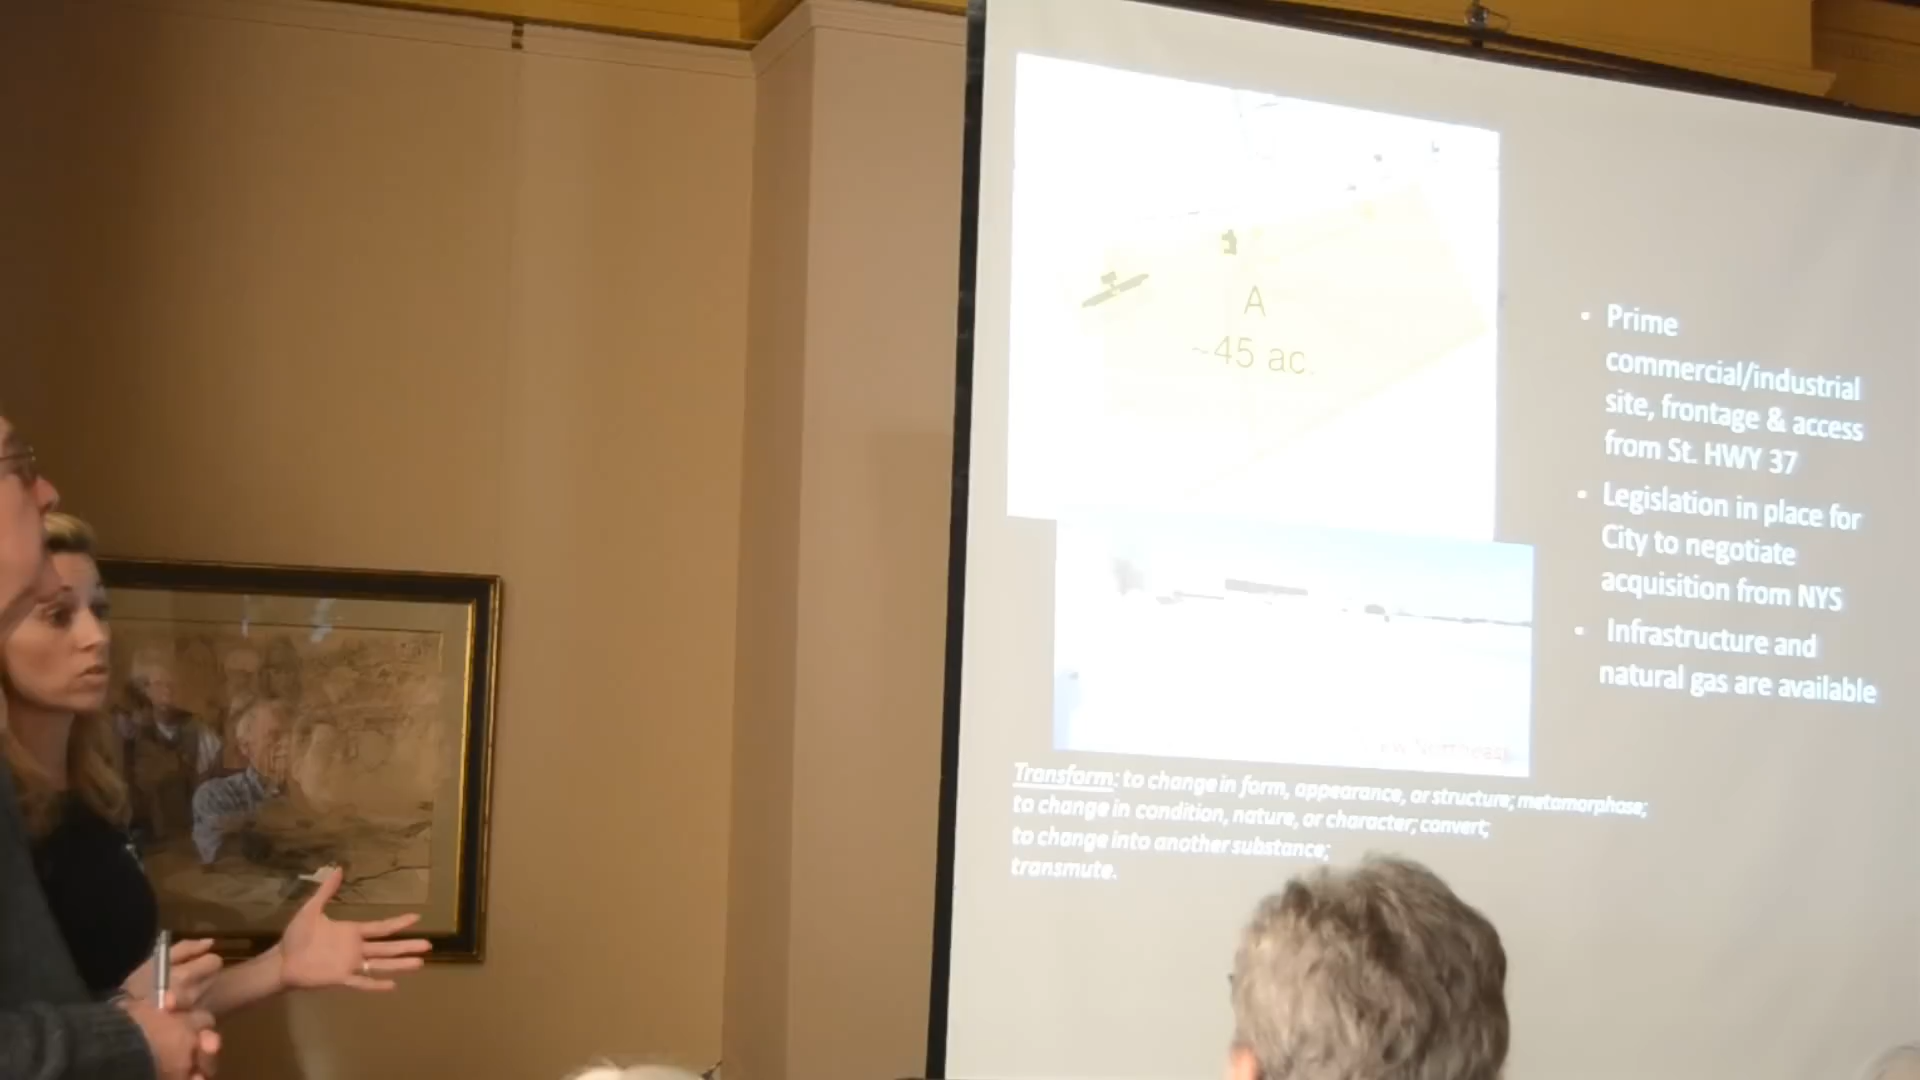 A
~45 ac.
• Prime
commercial/industrial
site, frontage & access
from St. HWY 37
• Legislation in place for
City to negotiate
acquisition from NYS
• Infrastructure and
natural gas are available
View Northeast
Transform: to change in form, appearance, or structure; metamorphose;
to change in condition, nature, or character; convert;
to change into another substance;
transmute.